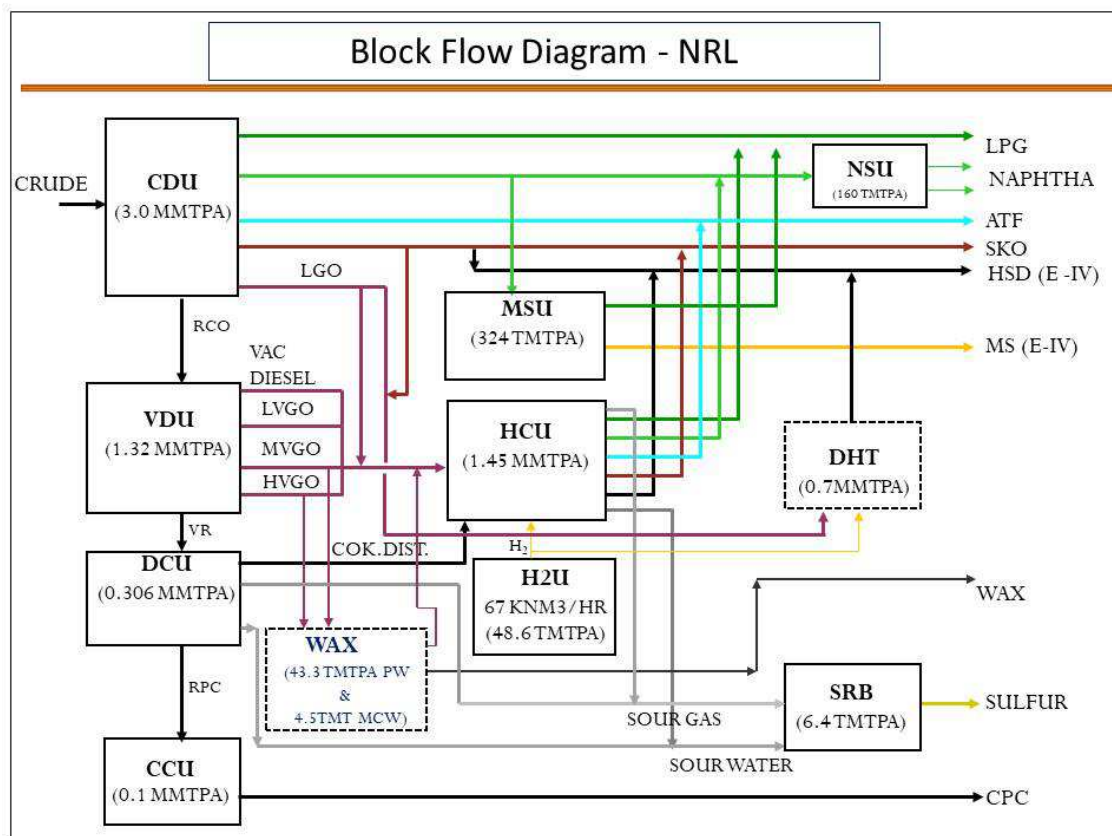 Block Flow Diagram - NRL
CRUDE
CDU
(3.0 MMTPA)
LPG
NSU
(160 TMTPA)
NAPHTHA
ATF
SKO
LGO
HSD (E -IV)
MSU
(324 TMTPA)
RCO
MS (E-IV)
VAC
DIESEL
VDU
(1.32 MMTPA)
LVGO
MVGO
HVGO
HCU
(1.45 MMTPA)
DHT
(0.7MMTPA)
VR
COK.DIST.
H2
DCU
(0.306 MMTPA)
H2U
67 KNM3/HR
(48.6 TMTPA)
WAX
WAX
(43.3 TMTPA PW
&
4.5TMT MCW)
RPC
SRB
(6.4 TMTPA)
SULFUR
SOUR GAS
SOUR WATER
CCU
(0.1 MMTPA)
CPC